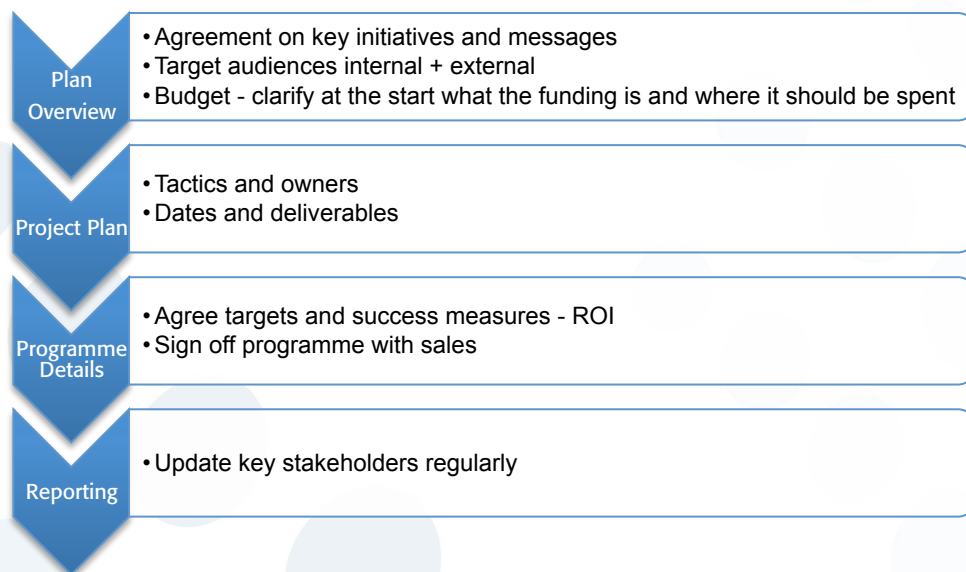 Plan
Overview
• Agreement on key initiatives and messages
• Target audiences internal + external
• Budget - clarify at the start what the funding is and where it should be spent
Project Plan
• Tactics and owners
• Dates and deliverables
Programme
Details
• Agree targets and success measures - ROI
• Sign off programme with sales
Reporting
• Update key stakeholders regularly